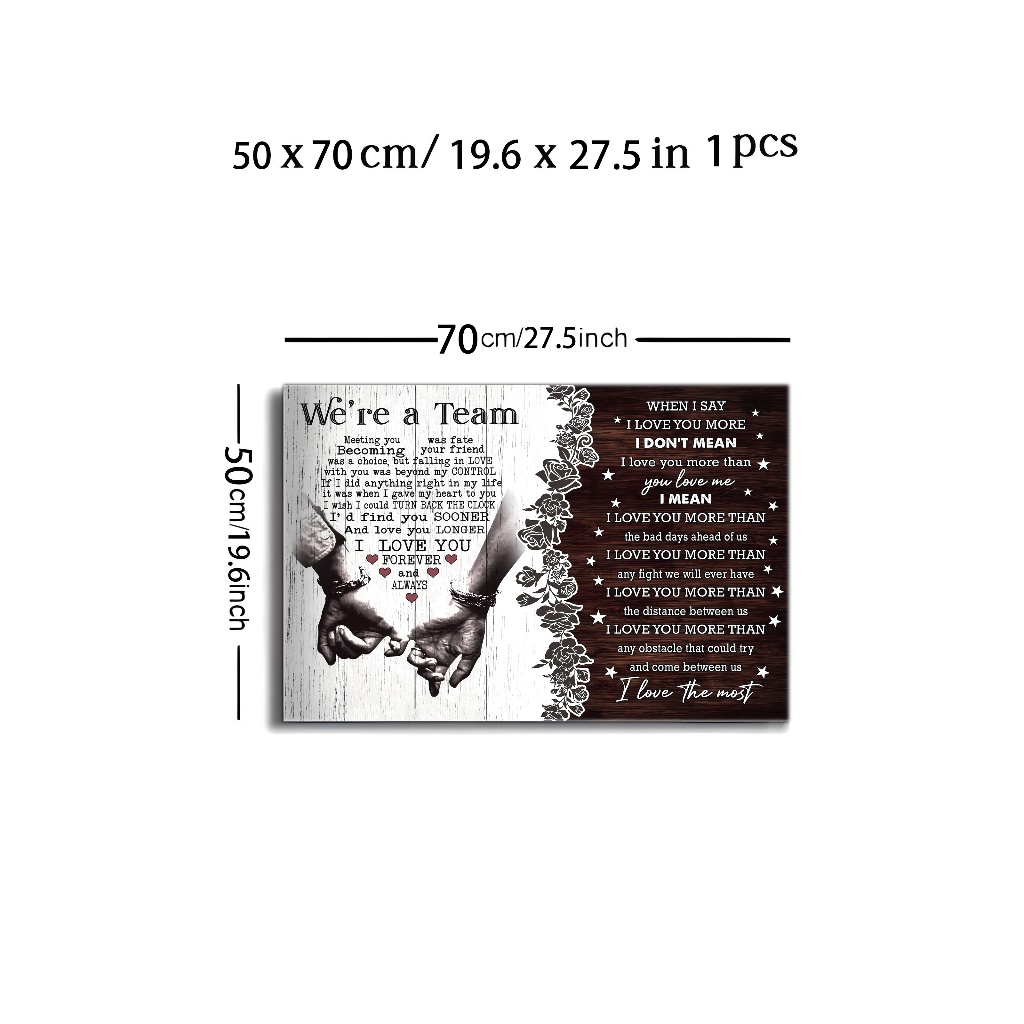 50 x 70 cm/ 19.6 x 27.5 in 1 pcs
70cm/27.5inch
50cm/19.6inch
We're a Team
Meeting you was fate
Becoming your friend
was a choice, but falling in LOVE
with you was beyond my CONTROL
If I did anything right in my life
it was when I gave my heart to you
I wish I could TURN BACK THE CLOCK
I'd find you SOONER
And love you LONGER
I LOVE YOU
FOREVER
and
ALWAYS
WHEN I SAY
I LOVE YOU MORE
I DON'T MEAN
I love you more than
you love me
I MEAN
I LOVE YOU MORE THAN
the bad days ahead of us
I LOVE YOU MORE THAN
any fight we will ever have
I LOVE YOU MORE THAN
the distance between us
I LOVE YOU MORE THAN
any obstacle that could try
and come between us
I love the most